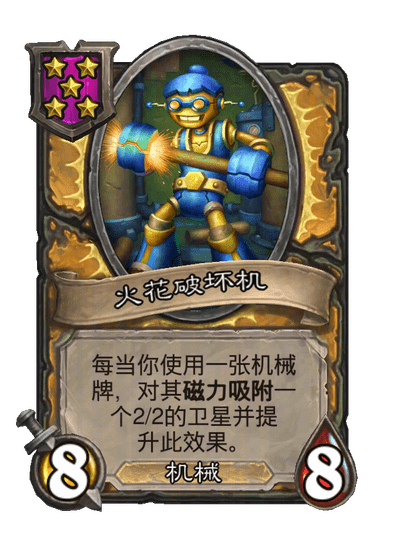 火花破坏机
每当你使用一张机械
牌，对其磁力吸附一
个2/2的卫星并提
升此效果。
8
机械
8